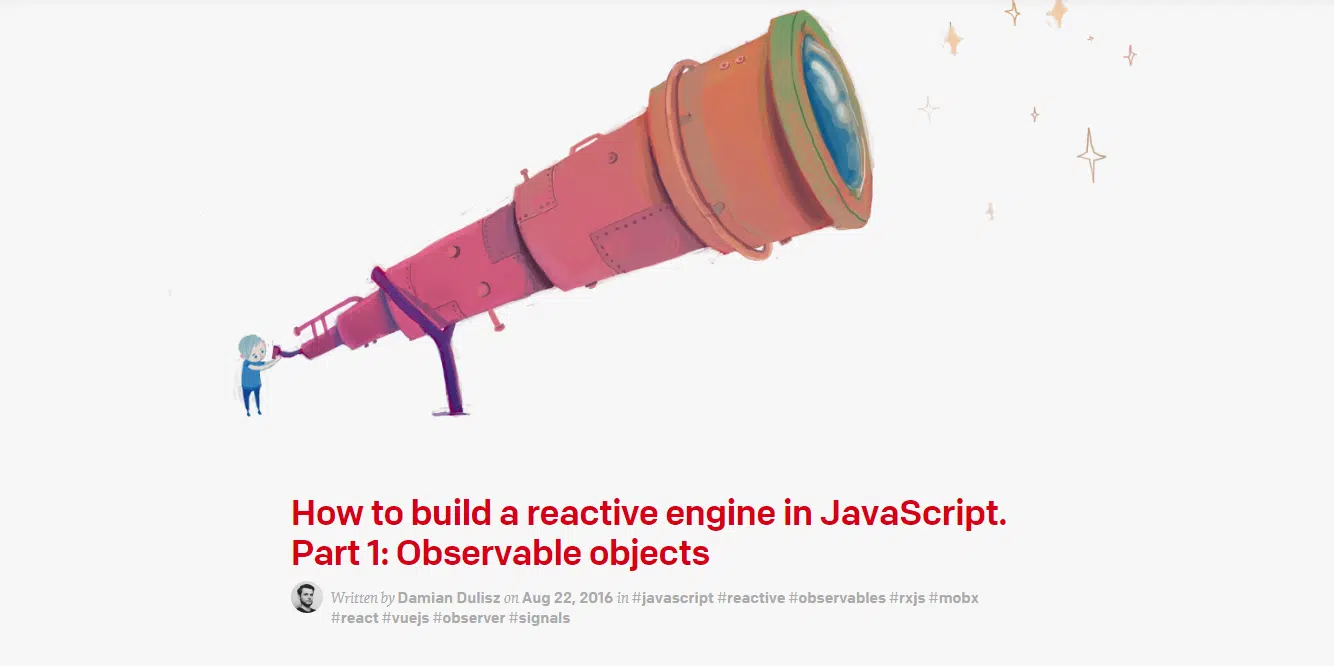 How to build a reactive engine in JavaScript.
Part 1: Observable objects
Written by Damian Dulisz on Aug 22, 2016 in #javascript #reactive #observables #rxjs #mobx
#react #vuejs #observer #signals